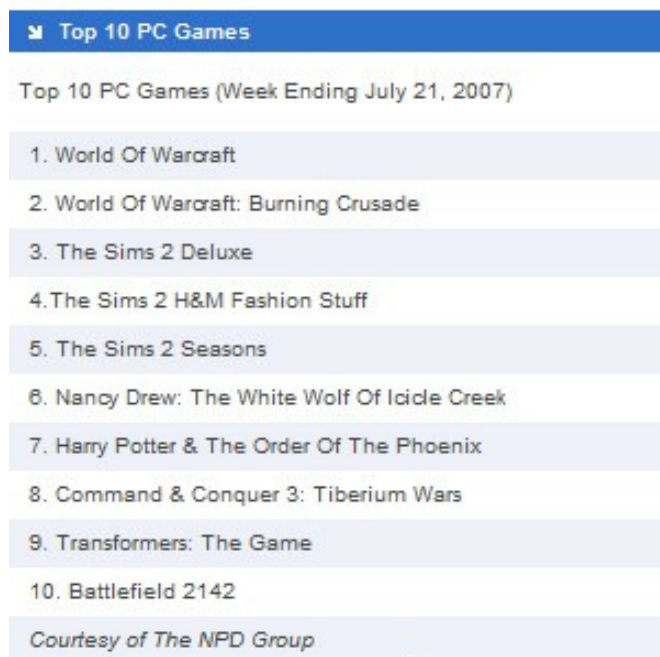 Top 10 PC Games
Top 10 PC Games (Week Ending July 21, 2007)
1. World Of Warcraft
2. World Of Warcraft: Burning Crusade
3. The Sims 2 Deluxe
4.The Sims 2 H&M Fashion Stuff
5. The Sims 2 Seasons
6. Nancy Drew: The White Wolf Of Icicle Creek
7. Harry Potter & The Order Of The Phoenix
8. Command & Conquer 3: Tiberium Wars
9. Transformers: The Game
10. Battlefield 2142
Courtesy of The NPD Group